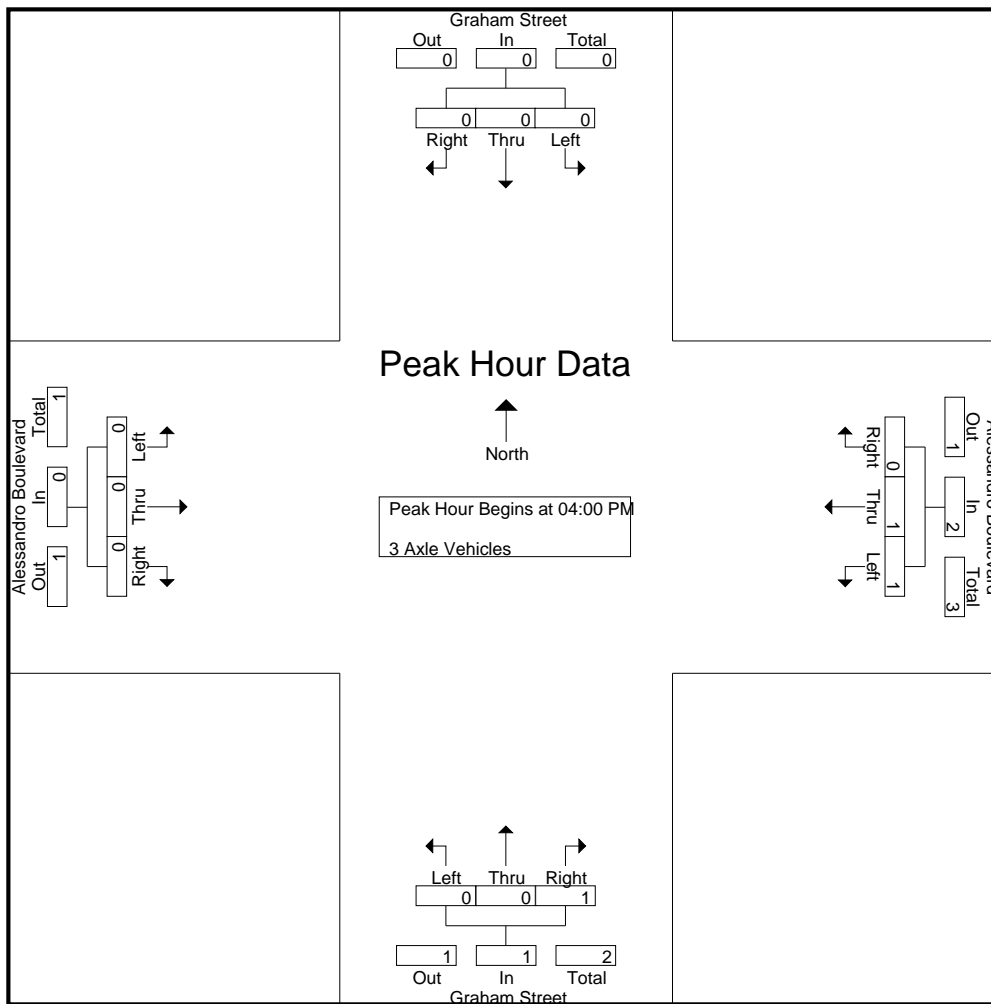 Graham Street
Out In Total
0 0 0
0 0 0
Right Thru Left
Peak Hour Data
North
Peak Hour Begins at 04:00 PM
3 Axle Vehicles
Alessandro Boulevard
Total In Out
1 0 1
0 0 0
Left Thru Right
Alessandro Boulevard
Out In Total
1 2 3
0 1 1
Right Thru Left
Left Thru Right
0 0 1
1 1 2
Out In Total
Graham Street